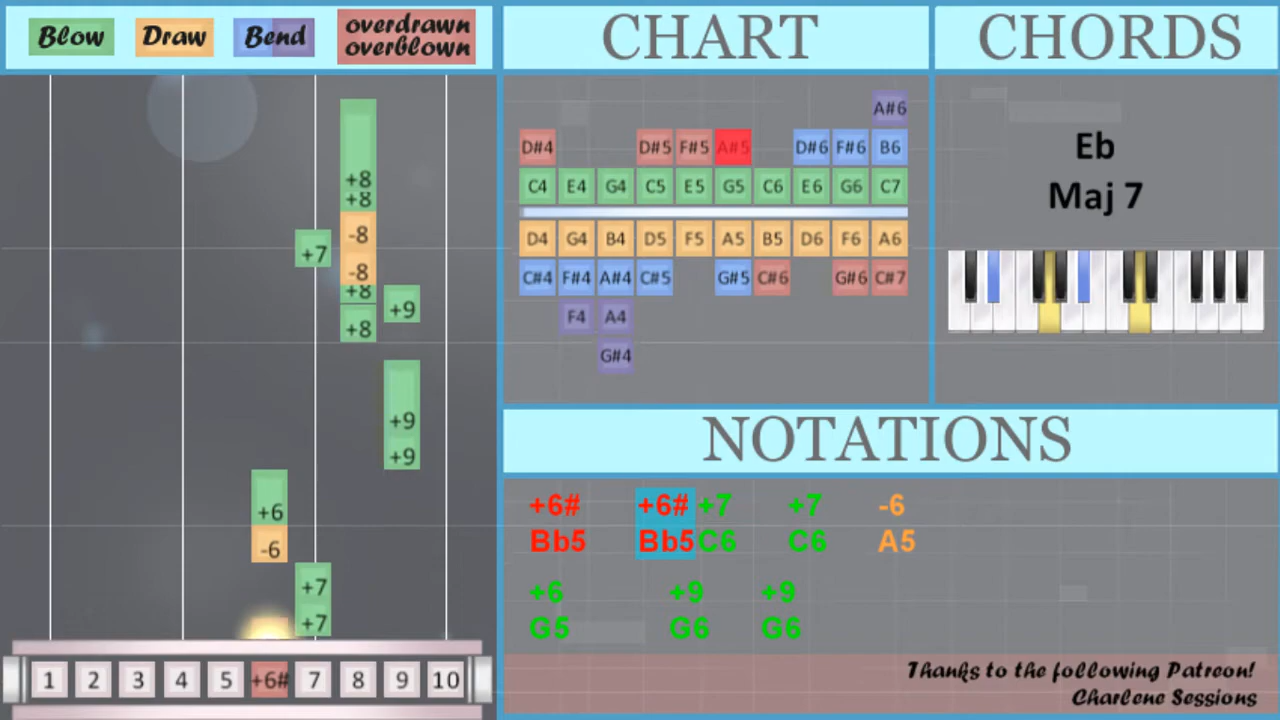 Blow Draw Bend overdrawn
overblown
CHART
CHORDS
+8
+8
-8
+7
-8
+8
+9
+8
+9
+9
+6
-6
+7
+7
1 2 3 4 5 +6# 7 8 9 10
A#6
D#4 D#5 F#5 A#5 D#6 F#6 B6
C4 E4 G4 C5 E5 G5 C6 E6 G6 C7
D4 G4 B4 D5 F5 A5 B5 D6 F6 A6
C#4 F#4 A#4 C#5 G#5 C#6 G#6 C#7
F4 A4
G#4
Eb
Maj 7
NOTATIONS
+6# +6# +7 +7 -6
Bb5 Bb5 C6 C6 A5
+6 +9 +9
G5 G6 G6
Thanks to the following Patreon!
Charlene Sessions